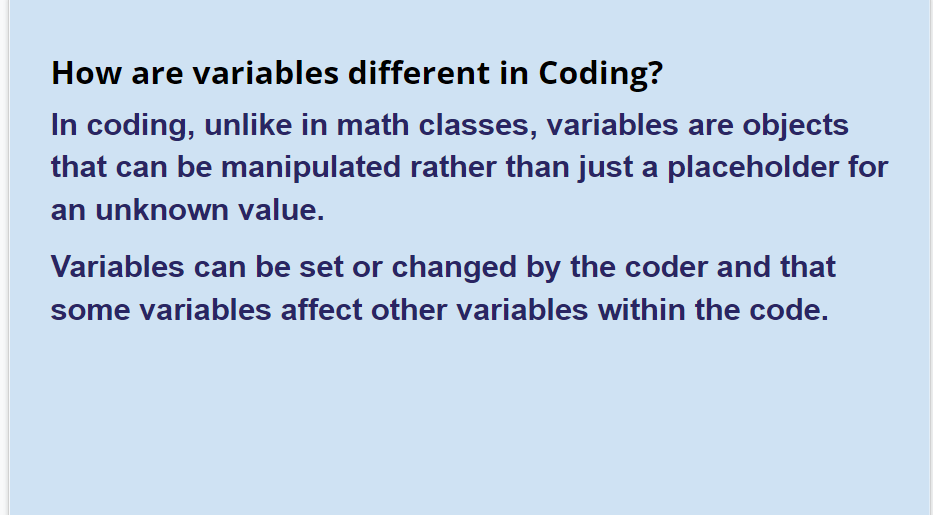 How are variables different in Coding?
In coding, unlike in math classes, variables are objects
that can be manipulated rather than just a placeholder for
an unknown value.
Variables can be set or changed by the coder and that
some variables affect other variables within the code.